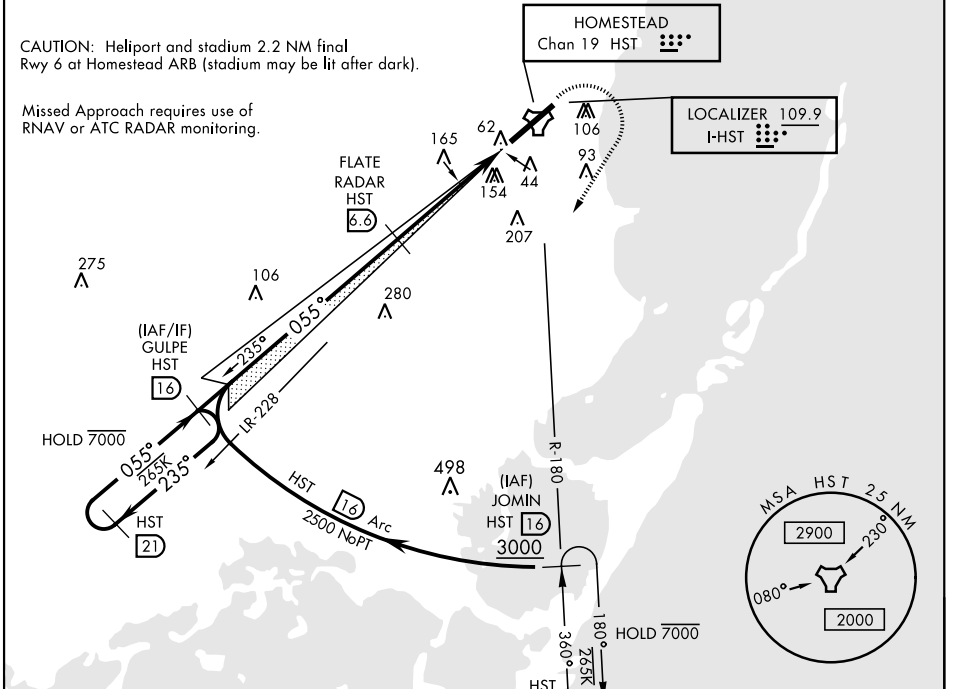 CAUTION: Heliport and stadium 2.2 NM final
Rwy 6 at Homestead ARB (stadium may be lit after dark).
Missed Approach requires use of
RNAV or ATC RADAR monitoring.
HOMESTEAD
Chan 19 HST
LOCALIZER 109.9
I-HST
106
93
62
165
44
154
207
FLATE
RADAR
HST
6.6
275
106
280
055°
235°
(IAF/IF)
GULPE
HST
16
LR-228
HOLD 7000
055°
265K
235°
HST
21
HST 16 Arc
2500 NoPT
498
R-180
(IAF)
JOMIN
HST 16
3000
360°
180°
265K
HOLD 7000
HST
MSA HST 25 NM
2900
230°
080°
2000